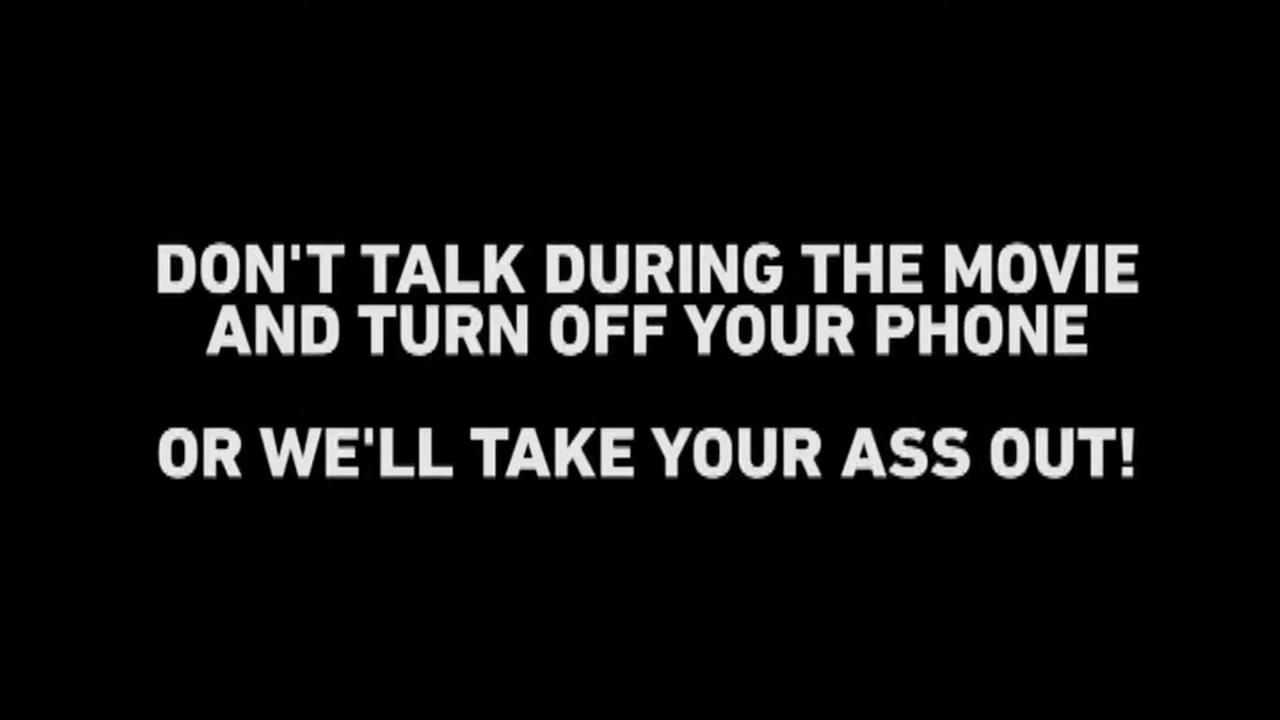 DON'T TALK DURING THE MOVIE
AND TURN OFF YOUR PHONE
OR WE'LL TAKE YOUR ASS OUT!